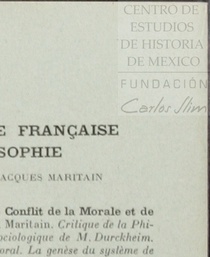 CENTRO DE
ESTUDIOS
DE HISTORIA
DE MEXICO
FUNDACIÓN
Carlos Slim
E FRANÇAISE
SOPHIE
ACQUES MARITAIN
Conflit de la Morale et de
Maritain. Critique de la Phi-
ociologique de M. Durckheim.
oral. La genèse du système de